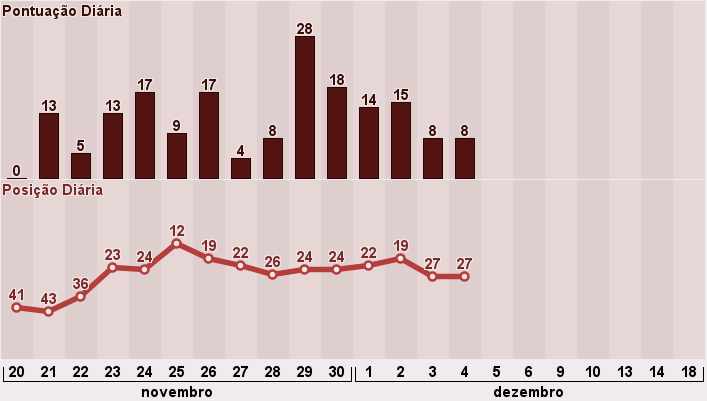 Pontuação Diária
0 13 5 13 17 9 17 4 8 28 18 14 15 8 8
Posição Diária
41 43 36 23 24 12 19 22 26 24 24 22 19 27 27
20 21 22 23 24 25 26 27 28 29 30 1 2 3 4 5 6 9 10 13 14 18
novembro dezembro